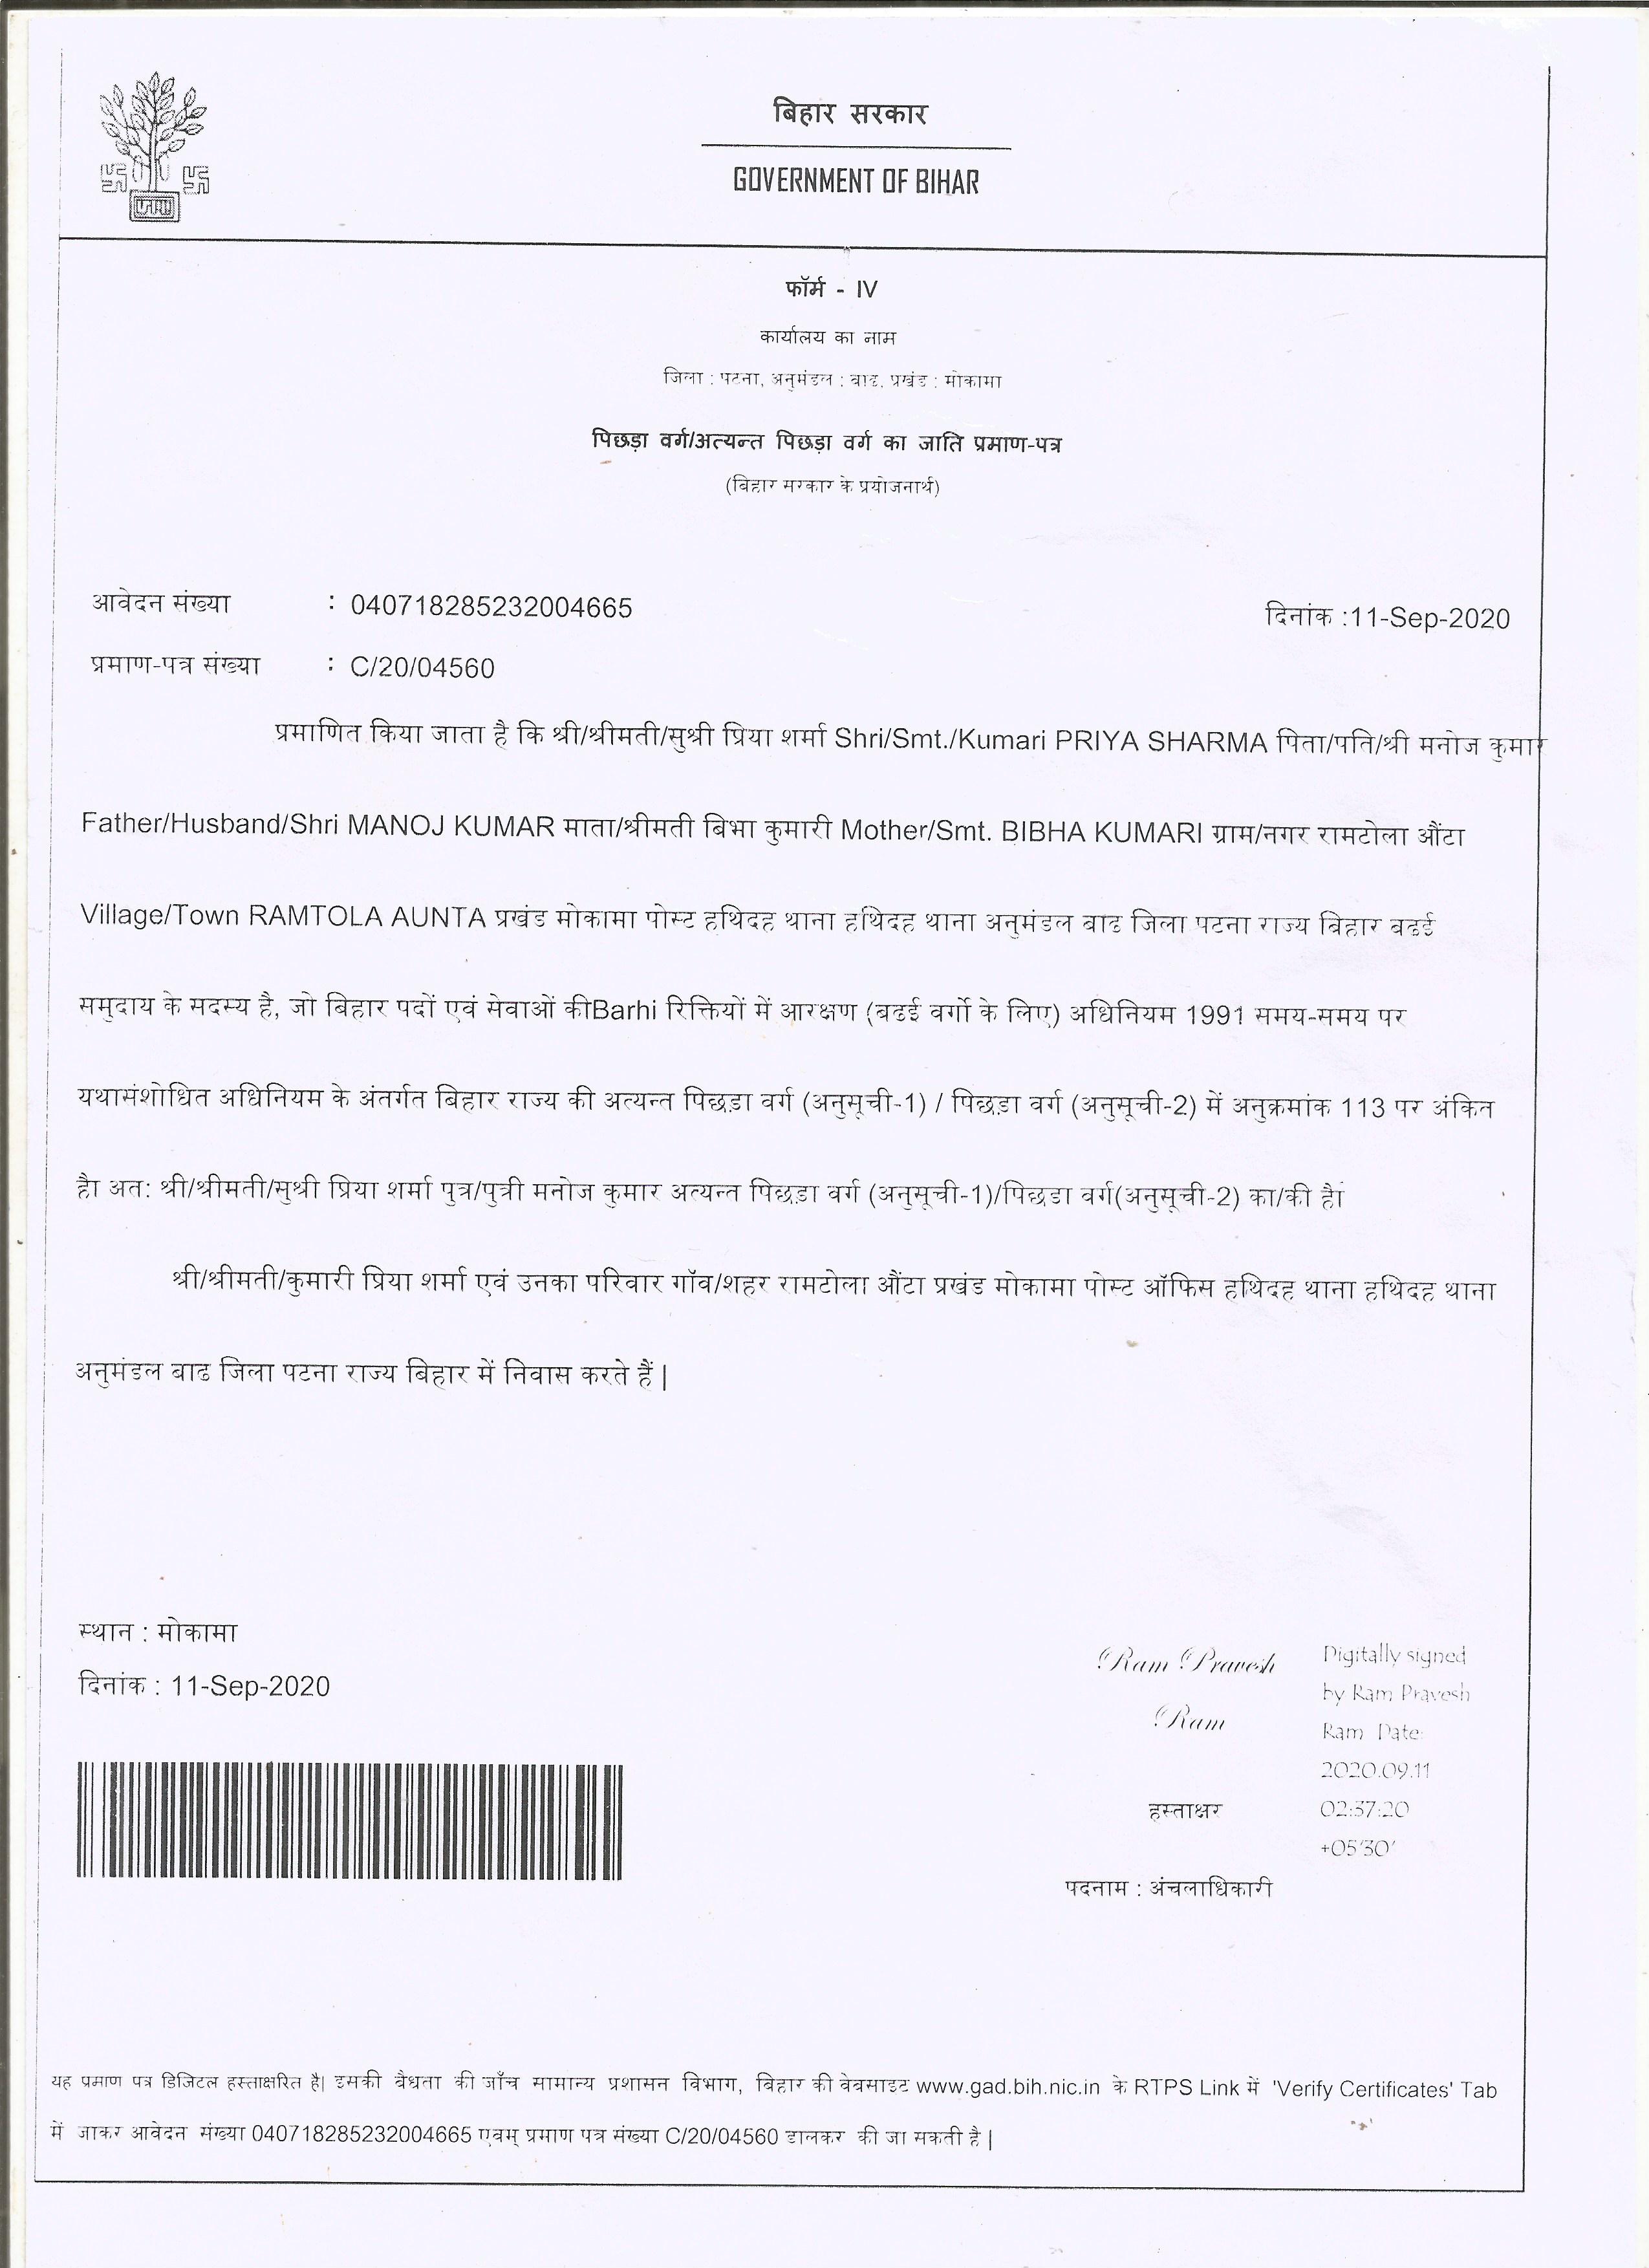 बिहार सरकार
GOVERNMENT OF BIHAR
फॉर्म - IV
कार्यालय का नाम
जिला : पटना, अनुमंडल : बाढ, प्रखंड : मोकामा
पिछड़ा वर्ग/अत्यन्त पिछड़ा वर्ग का जाति प्रमाण-पत्र
(बिहार सरकार के प्रयोजनार्थ)
आवेदन संख्या : 040718285232004665 दिनांक :11-Sep-2020
प्रमाण-पत्र संख्या : C/20/04560
प्रमाणित किया जाता है कि श्री/श्रीमती/सुश्री प्रिया शर्मा Shri/Smt./Kumari PRIYA SHARMA पिता/पति/श्री मनोज कुमार
Father/Husband/Shri MANOJ KUMAR माता/श्रीमती बिभा कुमारी Mother/Smt. BIBHA KUMARI ग्राम/नगर रामटोला औंटा
Village/Town RAMTOLA AUNTA प्रखंड मोकामा पोस्ट हथिदह थाना हथिदह थाना अनुमंडल बाढ जिला पटना राज्य बिहार बढई
समुदाय के सदस्य है, जो बिहार पदों एवं सेवाओं कीBarhi रिक्तियों में आरक्षण (बढई वर्गो के लिए) अधिनियम 1991 समय-समय पर
यथासंशोधित अधिनियम के अंतर्गत बिहार राज्य की अत्यन्त पिछड़ा वर्ग (अनुसूची-1) / पिछडा वर्ग (अनुसूची-2) में अनुक्रमांक 113 पर अंकित
है। अत: श्री/श्रीमती/सुश्री प्रिया शर्मा पुत्र/पुत्री मनोज कुमार अत्यन्त पिछड़ा वर्ग (अनुसूची-1)/पिछडा वर्ग(अनुसूची-2) का/की है।
श्री/श्रीमती/कुमारी प्रिया शर्मा एवं उनका परिवार गॉव/शहर रामटोला औंटा प्रखंड मोकामा पोस्ट ऑफिस हथिदह थाना हथिदह थाना
अनुमंडल बाढ जिला पटना राज्य बिहार में निवास करते हैं |
स्थान : मोकामा
दिनांक : 11-Sep-2020
Ram Pravesh
Ram
Digitally signed
by Ram Pravesh
Ram Date:
2020.09.11
02:37:20
+05'30'
हस्ताक्षर
पदनाम : अंचलाधिकारी
यह प्रमाण पत्र डिजिटल हस्ताक्षरित है| इसकी वैधता की जाँच सामान्य प्रशासन विभाग, बिहार की वेबसाइट www.gad.bih.nic.in के RTPS Link में 'Verify Certificates' Tab
में जाकर आवेदन संख्या 040718285232004665 एवम् प्रमाण पत्र संख्या C/20/04560 डालकर की जा सकती है |